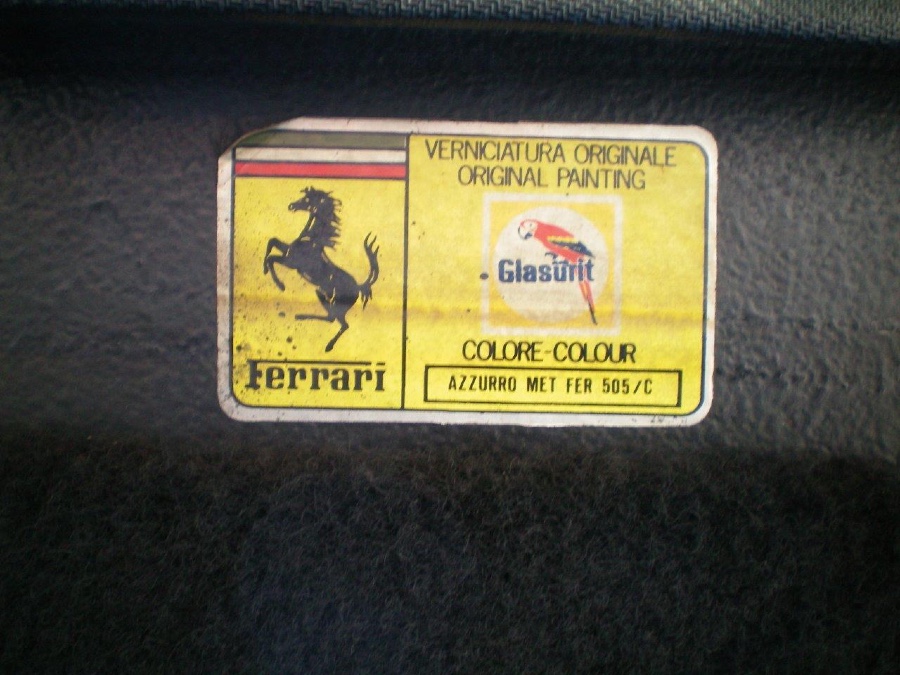 VERNICIATURA ORIGINALE
ORIGINAL PAINTING
Glasurit
COLORE-COLOUR
AZZURRO MET FER 505/C
Ferrari